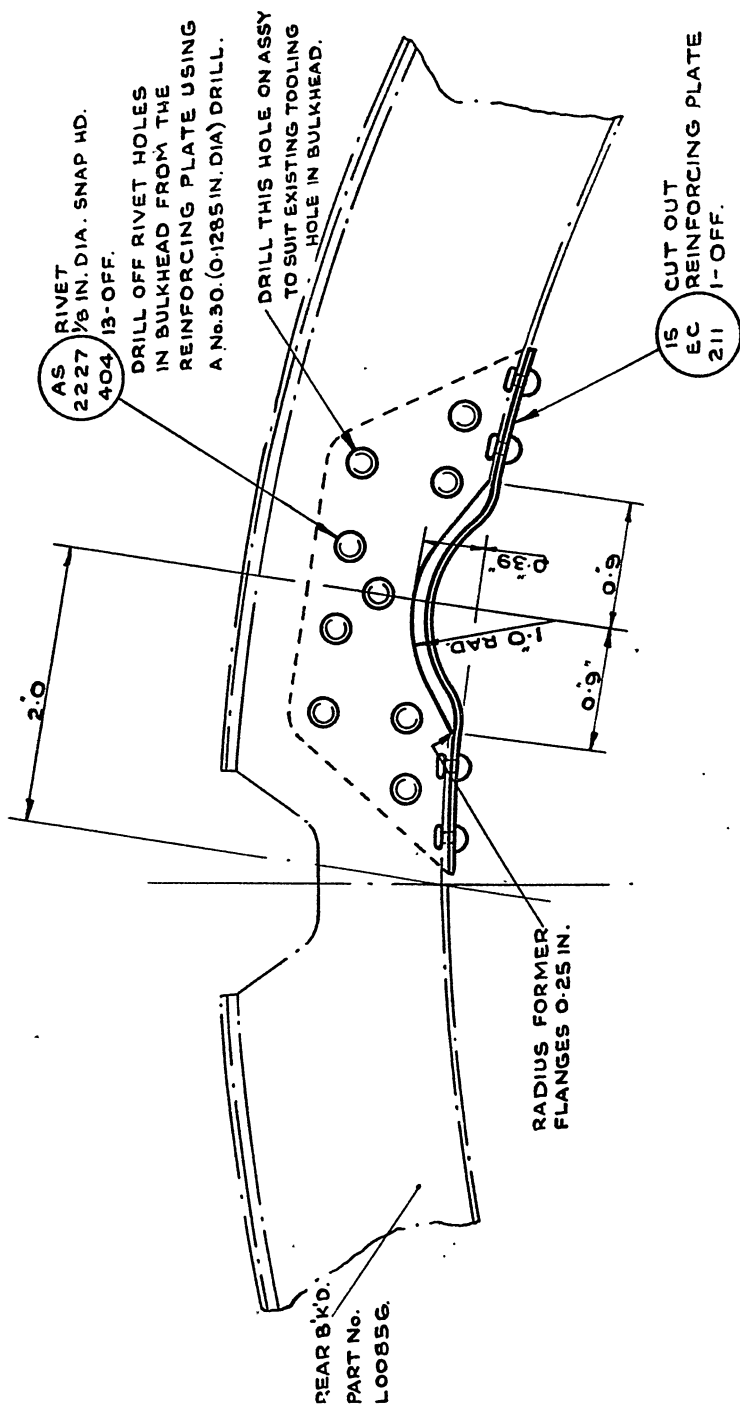 AS
2227
404
RIVET
1/8 IN. DIA. SNAP HD.
13-OFF.
DRILL OFF RIVET HOLES
IN BULKHEAD FROM THE
REINFORCING PLATE USING
A No.30.(0·1285 IN. DIA) DRILL.
DRILL THIS HOLE ON ASSY
TO SUIT EXISTING TOOLING
HOLE IN BULKHEAD.
2·0"
0·39"
1·0" RAD.
0·9"
0·9"
RADIUS FORMER
FLANGES 0·25 IN.
REAR B'K'D.
PART No.
L00856.
15
EC
211
CUT OUT
REINFORCING PLATE
1-OFF.